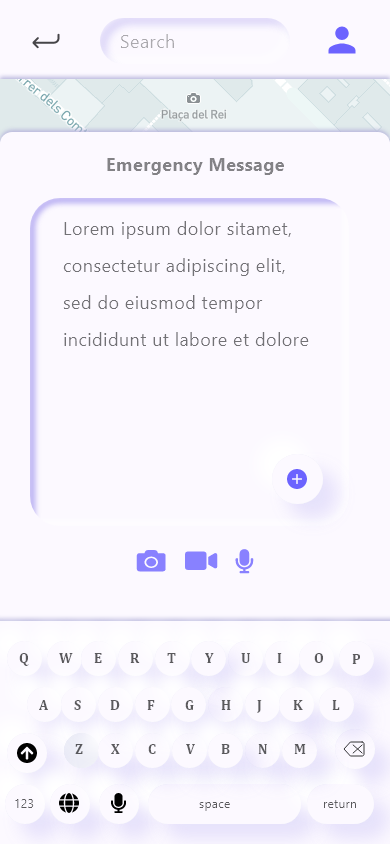 Search
rer dels Com
Plaça del Rei
Emergency Message
Lorem ipsum dolor sitamet,
consectetur adipiscing elit,
sed do eiusmod tempor
incididunt ut labore et dolore
Q W E R T Y U I O P
A S D F G H J K L
Z X C V B N M
123 space return